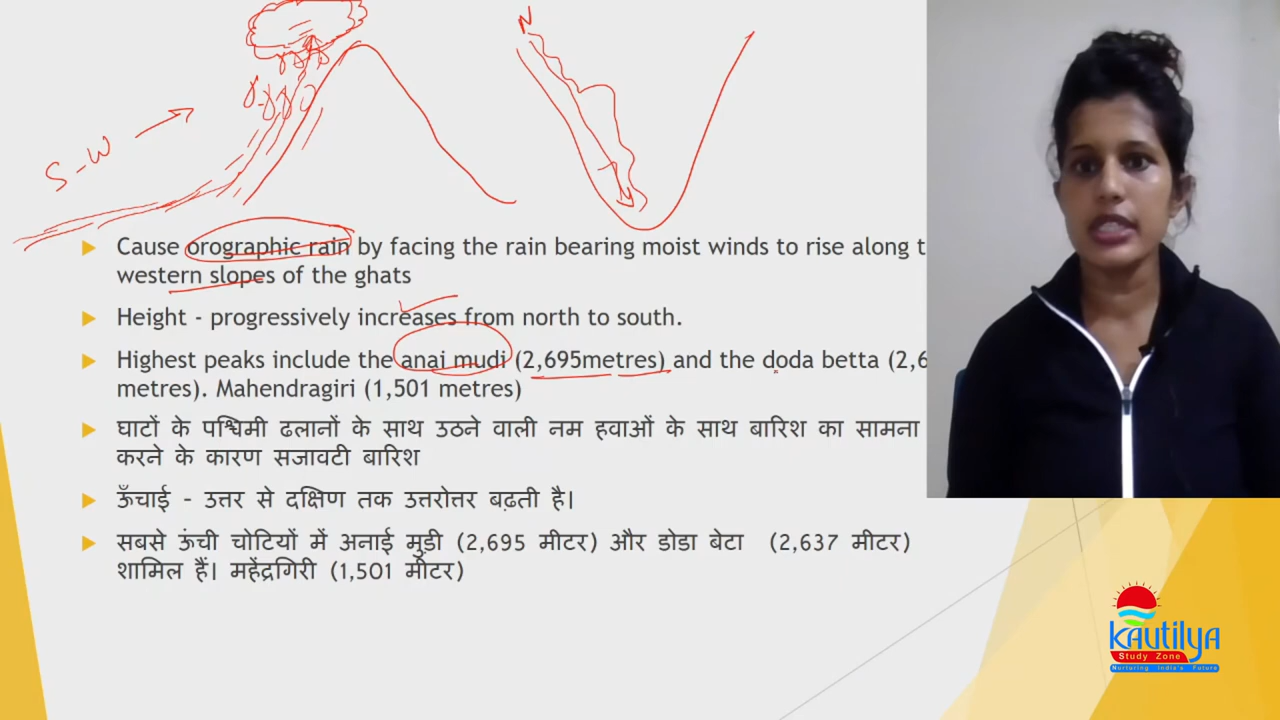 N
S-W
Cause orographic rain by facing the rain bearing moist winds to rise along t
western slopes of the ghats
Height - progressively increases from north to south.
Highest peaks include the anai mudi (2,695metres) and the doda betta (2,6
metres). Mahendragiri (1,501 metres)
घाटों के पश्चिमी ढलानों के साथ उठने वाली नम हवाओं के साथ बारिश का सामना
करने के कारण सजावटी बारिश
ऊँचाई - उत्तर से दक्षिण तक उत्तरोत्तर बढ़ती है।
सबसे ऊंची चोटियों में अनाई मुडी (2,695 मीटर) और डोडा बेटा (2,637 मीटर)
शामिल हैं। महेंद्रगिरी (1,501 मीटर)
Kautilya
Study Zone
Nurturing India's Future